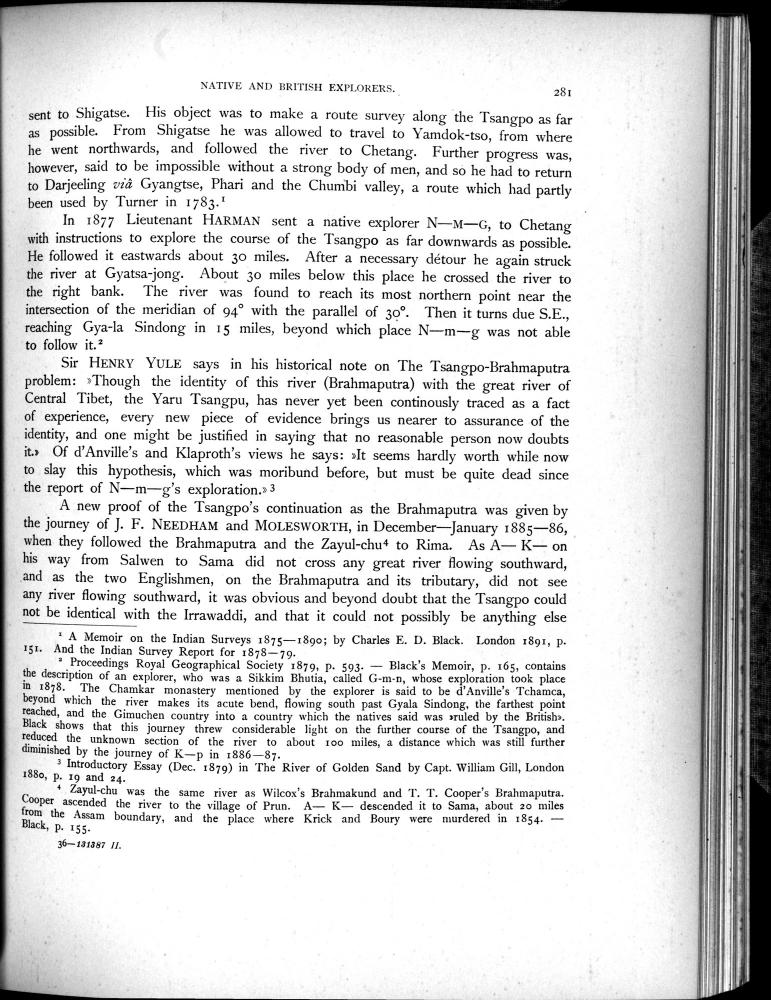 NATIVE AND BRITISH EXPLORERS.
281
sent to Shigatse. His object was to make a route survey along the Tsangpo as far
as possible. From Shigatse he was allowed to travel to Yamdok-tso, from where
he went northwards, and followed the river to Chetang. Further progress was,
however, said to be impossible without a strong body of men, and so he had to return
to Darjeeling viâ Gyangtse, Phari and the Chumbi valley, a route which had partly
been used by Turner in 1783.¹
In 1877 Lieutenant HARMAN sent a native explorer N—M—G, to Chetang
with instructions to explore the course of the Tsangpo as far downwards as possible.
He followed it eastwards about 30 miles. After a necessary détour he again struck
the river at Gyatsa-jong. About 30 miles below this place he crossed the river to
the right bank. The river was found to reach its most northern point near the
intersection of the meridian of 94° with the parallel of 30°. Then it turns due S.E.,
reaching Gya-la Sindong in 15 miles, beyond which place N—m—g was not able
to follow it.²
Sir HENRY YULE says in his historical note on The Tsangpo-Brahmaputra
problem: »Though the identity of this river (Brahmaputra) with the great river of
Central Tibet, the Yaru Tsangpu, has never yet been continously traced as a fact
of experience, every new piece of evidence brings us nearer to assurance of the
identity, and one might be justified in saying that no reasonable person now doubts
it.» Of d'Anville's and Klaproth's views he says: »It seems hardly worth while now
to slay this hypothesis, which was moribund before, but must be quite dead since
the report of N—m—g's exploration.» ³
A new proof of the Tsangpo's continuation as the Brahmaputra was given by
the journey of J. F. NEEDHAM and MOLESWORTH, in December—January 1885—86,
when they followed the Brahmaputra and the Zayul-chu⁴ to Rima. As A— K— on
his way from Salwen to Sama did not cross any great river flowing southward,
and as the two Englishmen, on the Brahmaputra and its tributary, did not see
any river flowing southward, it was obvious and beyond doubt that the Tsangpo could
not be identical with the Irrawaddi, and that it could not possibly be anything else
¹ A Memoir on the Indian Surveys 1875—1890; by Charles E. D. Black. London 1891, p.
151. And the Indian Survey Report for 1878—79.
² Proceedings Royal Geographical Society 1879, p. 593. — Black's Memoir, p. 165, contains
the description of an explorer, who was a Sikkim Bhutia, called G-m-n, whose exploration took place
in 1878. The Chamkar monastery mentioned by the explorer is said to be d'Anville's Tchamca,
beyond which the river makes its acute bend, flowing south past Gyala Sindong, the farthest point
reached, and the Gimuchen country into a country which the natives said was »ruled by the British».
Black shows that this journey threw considerable light on the further course of the Tsangpo, and
reduced the unknown section of the river to about 100 miles, a distance which was still further
diminished by the journey of K—p in 1886—87.
³ Introductory Essay (Dec. 1879) in The River of Golden Sand by Capt. William Gill, London
1880, p. 19 and 24.
⁴ Zayul-chu was the same river as Wilcox's Brahmakund and T. T. Cooper's Brahmaputra.
Cooper ascended the river to the village of Prun. A— K— descended it to Sama, about 20 miles
from the Assam boundary, and the place where Krick and Boury were murdered in 1854. —
Black, p. 155.
36—131387 II.